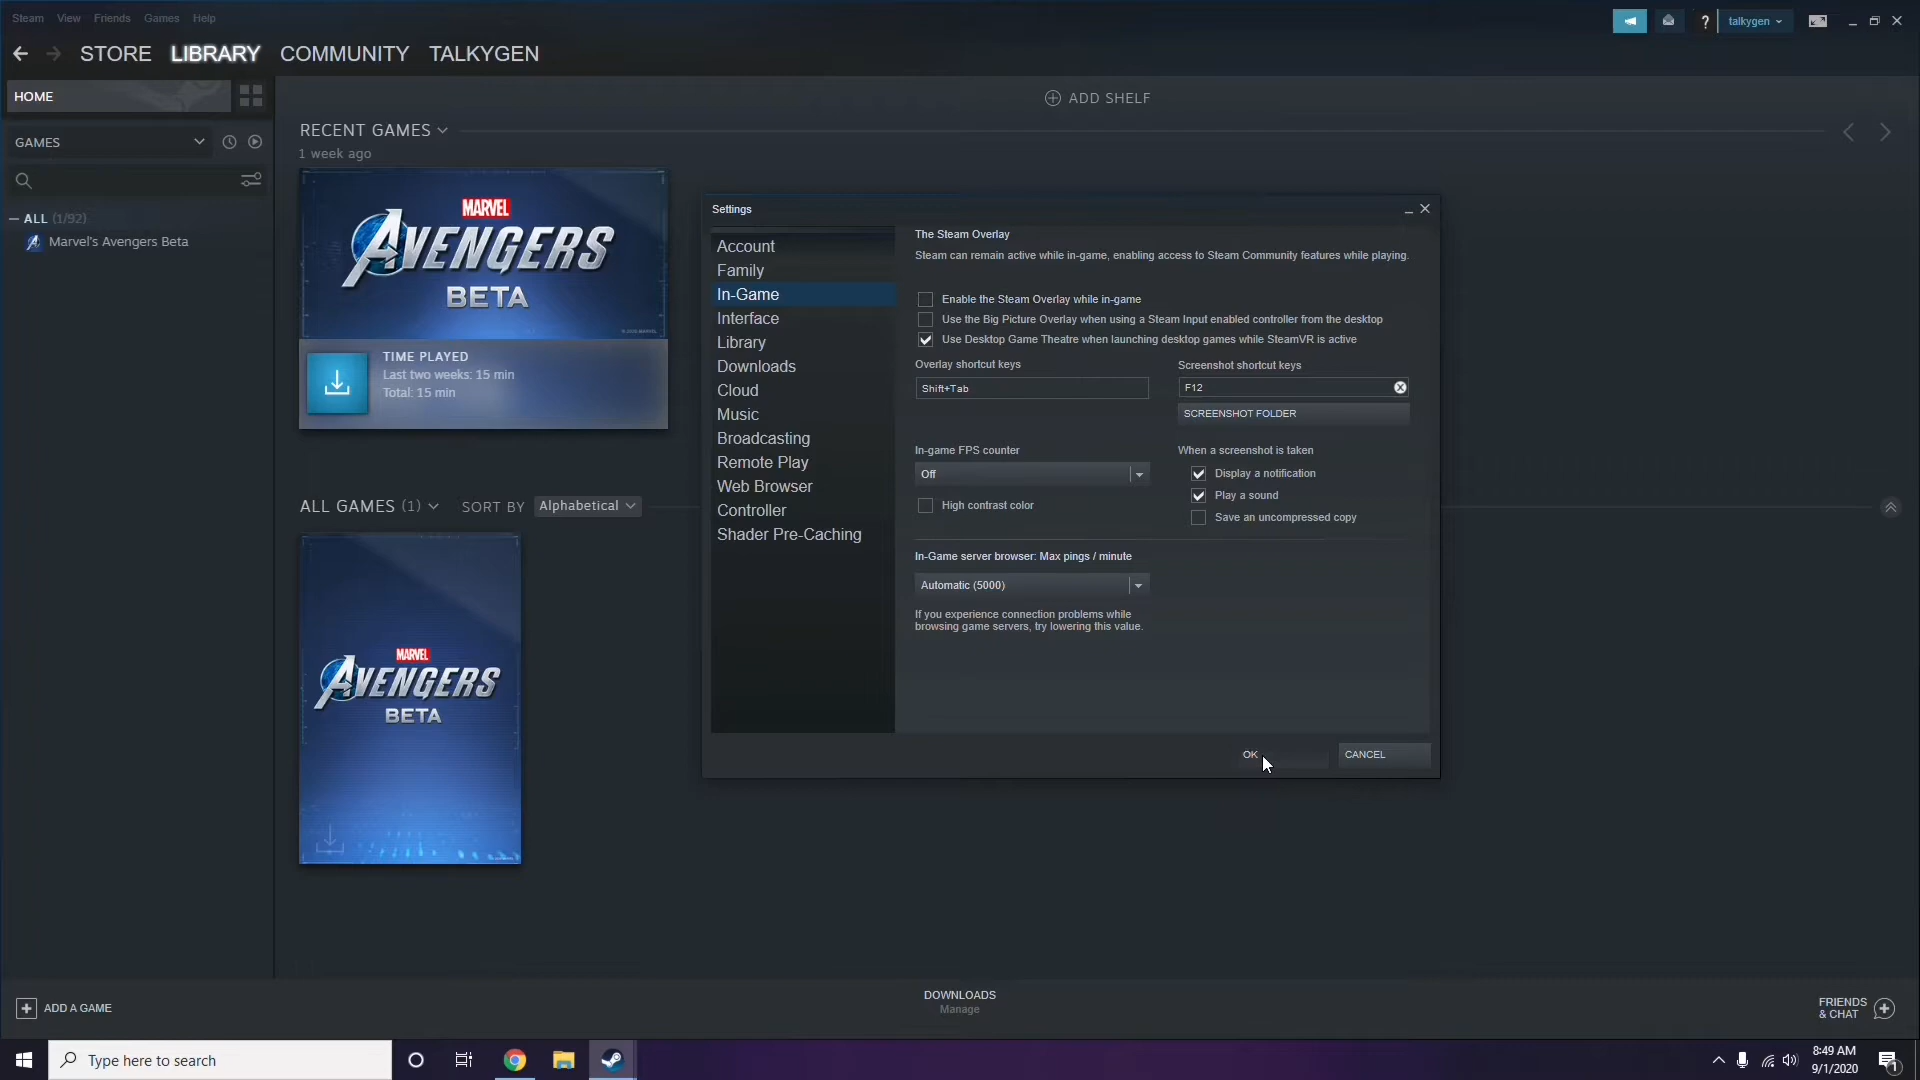 Steam View Friends Games Help
talkygen
STORE LIBRARY COMMUNITY TALKYGEN
HOME
ADD SHELF
GAMES
RECENT GAMES
1 week ago
ALL (1/92)
Marvel's Avengers Beta
MARVEL
AVENGERS
BETA
TIME PLAYED
Last two weeks: 15 min
Total: 15 min
ALL GAMES (1) SORT BY Alphabetical
MARVEL
AVENGERS
BETA
Settings
Account
Family
In-Game
Interface
Library
Downloads
Cloud
Music
Broadcasting
Remote Play
Web Browser
Controller
Shader Pre-Caching
The Steam Overlay
Steam can remain active while in-game, enabling access to Steam Community features while playing.
Enable the Steam Overlay while in-game
Use the Big Picture Overlay when using a Steam Input enabled controller from the desktop
Use Desktop Game Theatre when launching desktop games while SteamVR is active
Overlay shortcut keys
Shift+Tab
Screenshot shortcut keys
F12
SCREENSHOT FOLDER
In-game FPS counter
Off
High contrast color
When a screenshot is taken
Display a notification
Play a sound
Save an uncompressed copy
In-Game server browser: Max pings / minute
Automatic (5000)
If you experience connection problems while
browsing game servers, try lowering this value.
OK
CANCEL
ADD A GAME
DOWNLOADS
Manage
FRIENDS
& CHAT
Type here to search
8:49 AM
9/1/2020
1